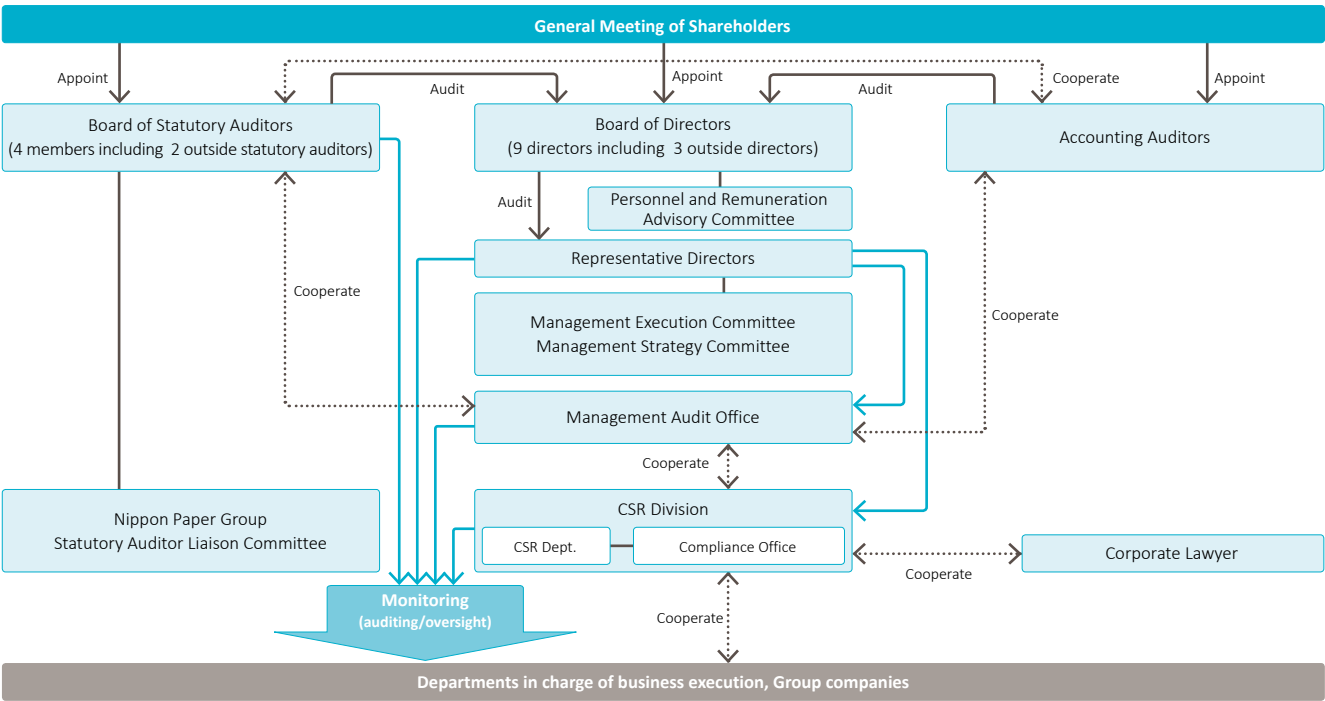 General Meeting of Shareholders
Appoint
Audit
Appoint
Audit
Cooperate
Appoint
Board of Statutory Auditors
(4 members including 2 outside statutory auditors)
Board of Directors
(9 directors including 3 outside directors)
Accounting Auditors
Audit
Personnel and Remuneration
Advisory Committee
Representative Directors
Cooperate
Cooperate
Management Execution Committee
Management Strategy Committee
Management Audit Office
Cooperate
Nippon Paper Group
Statutory Auditor Liaison Committee
CSR Division
CSR Dept.
Compliance Office
Cooperate
Corporate Lawyer
Monitoring
(auditing/oversight)
Cooperate
Departments in charge of business execution, Group companies